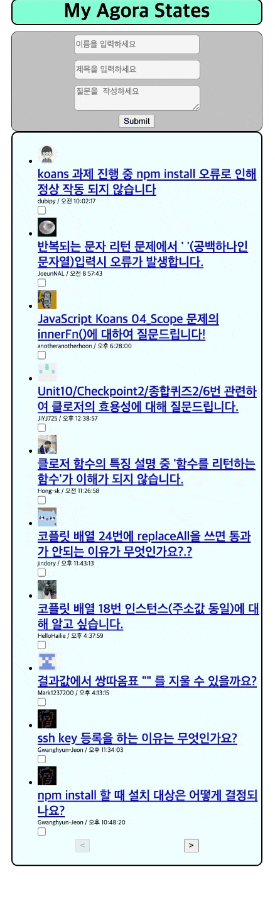 My Agora States
이름을 입력하세요
제목을 입력하세요
질문을 작성하세요
Submit
koans 과제 진행 중 npm install 오류로 인해
정상 작동 되지 않습니다
dubipy / 오전 10:02:17
반복되는 문자 리턴 문제에서 ' '(공백하나인
문자열)입력시 오류가 발생합니다.
JeeunNAL / 오전 8:57:43
JavaScript Koans 04_Scope 문제의
innerFn()에 대하여 질문드립니다!
anotheranotherhoon / 오후 6:28:00
Unit10/Checkpoint2/종합퀴즈2/6번 관련하
여 클로저의 효용성에 대해 질문드립니다.
JIYJ725 / 오후 12:38:57
클로저 함수의 특징 설명 중 '함수를 리턴하는
함수'가 이해가 되지 않습니다.
Hong-sk / 오전 11:26:58
코플릿 배열 24번에 replaceAll을 쓰면 통과
가 안되는 이유가 무엇인가요?.?
jindory / 오후 11:43:13
코플릿 배열 18번 인스턴스(주소값 동일)에 대
해 알고 싶습니다.
HelloHailie / 오후 4:37:59
결과값에서 쌍따옴표 "" 를 지울 수 있을까요?
Mark1237200 / 오후 4:13:15
ssh key 등록을 하는 이유는 무엇인가요?
Gwanghyun-Jeon / 오후 11:34:03
npm install 할 때 설치 대상은 어떻게 결정되
나요?
Gwanghyun-Jeon / 오후 10:48:20
< >